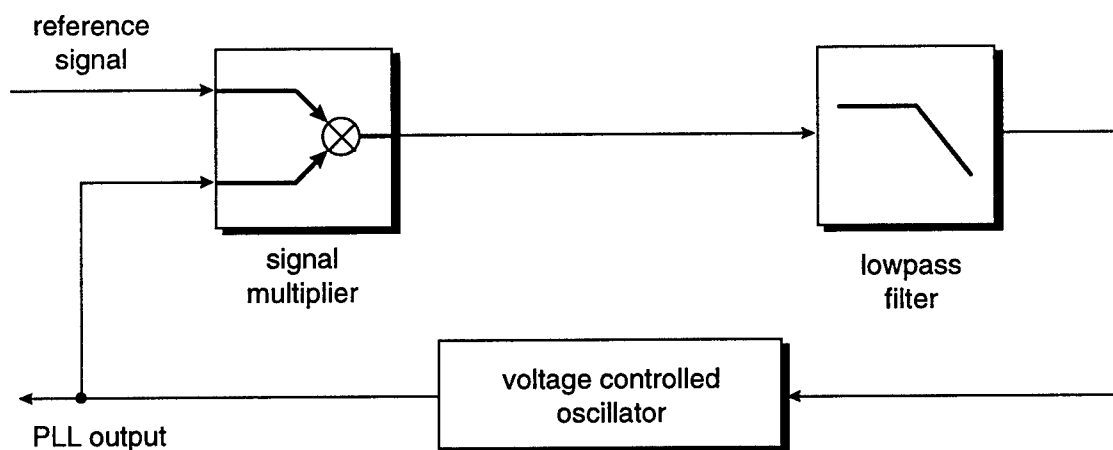 reference
signal
signal
multiplier
lowpass
filter
voltage controlled
oscillator
PLL output